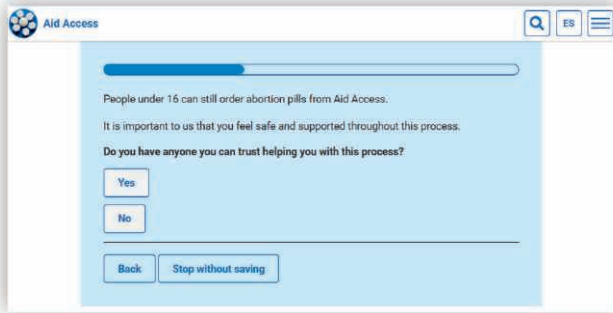 Aid Access
ES
People under 16 can still order abortion pills from Aid Access.
It is important to us that you feel safe and supported throughout this process.
Do you have anyone you can trust helping you with this process?
Yes
No
Back
Stop without saving